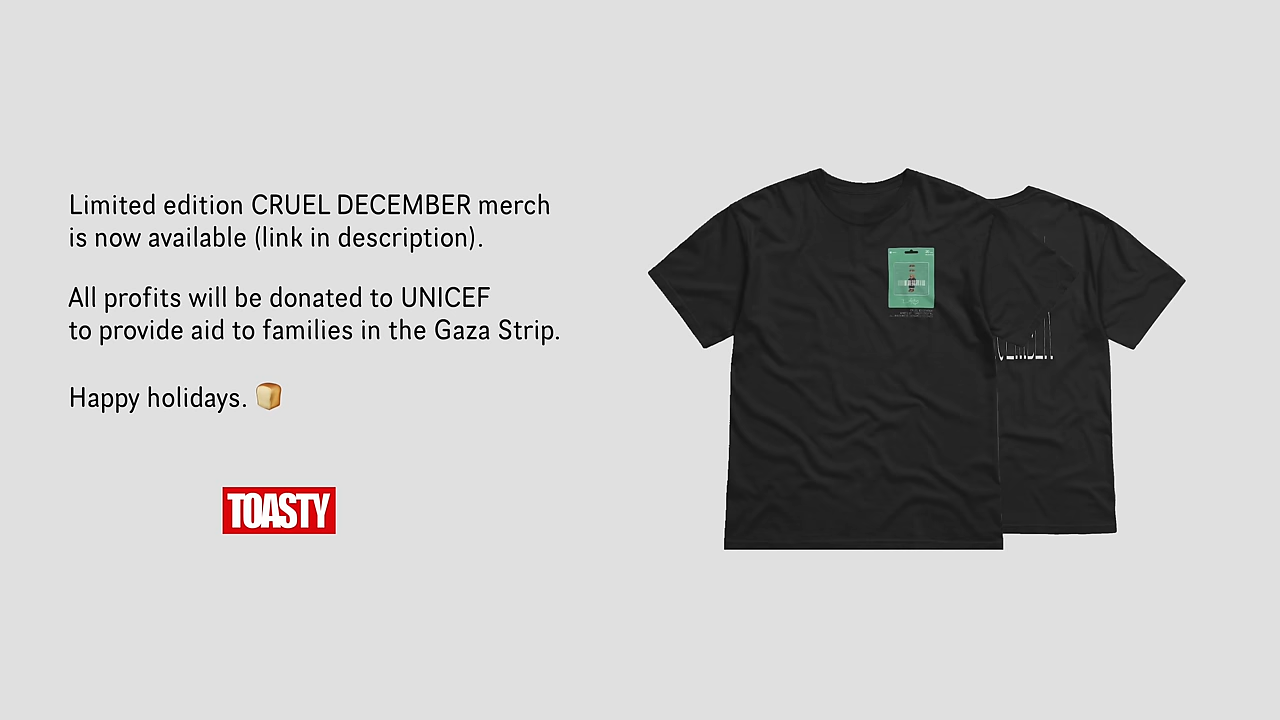 Limited edition CRUEL DECEMBER merch
is now available (link in description).
All profits will be donated to UNICEF
to provide aid to families in the Gaza Strip.
Happy holidays. 🍞
TOASTY